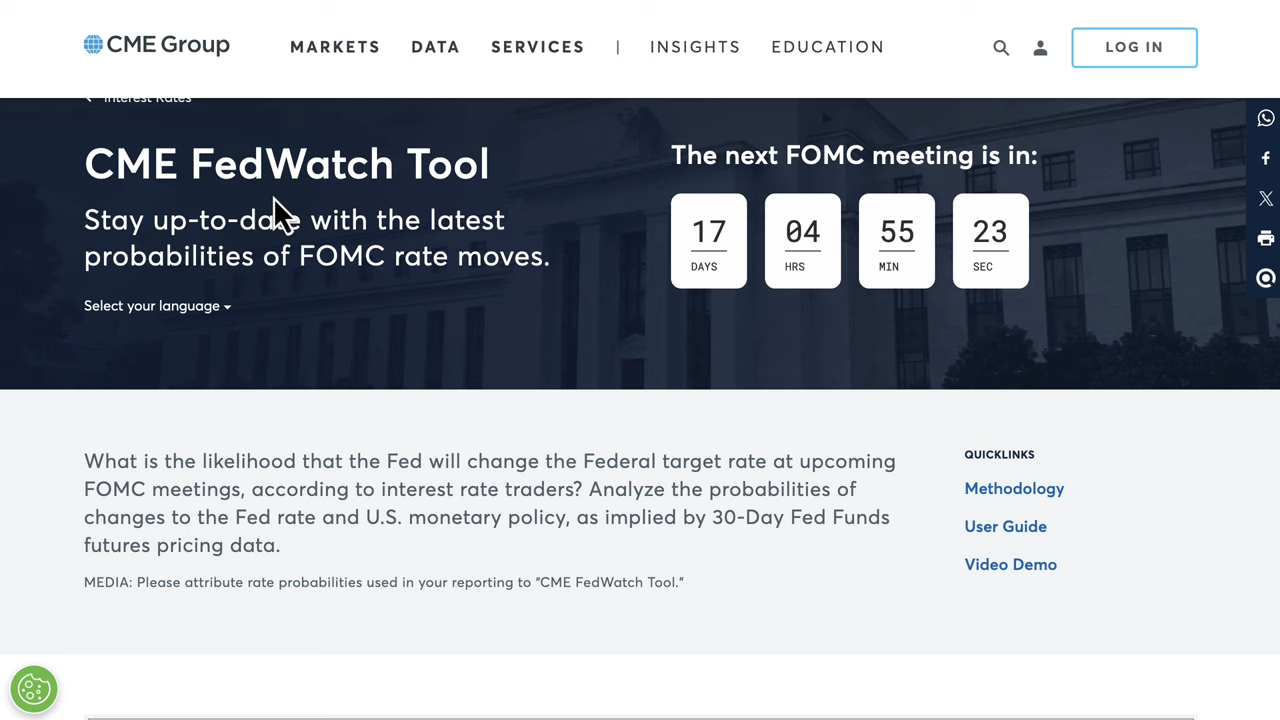 CME Group
MARKETS DATA SERVICES | INSIGHTS EDUCATION
LOG IN
Interest Rates
CME FedWatch Tool
Stay up-to-date with the latest
probabilities of FOMC rate moves.
Select your language
The next FOMC meeting is in:
17 04 55 23
DAYS HRS MIN SEC
What is the likelihood that the Fed will change the Federal target rate at upcoming
FOMC meetings, according to interest rate traders? Analyze the probabilities of
changes to the Fed rate and U.S. monetary policy, as implied by 30-Day Fed Funds
futures pricing data.
MEDIA: Please attribute rate probabilities used in your reporting to “CME FedWatch Tool.”
QUICKLINKS
Methodology
User Guide
Video Demo